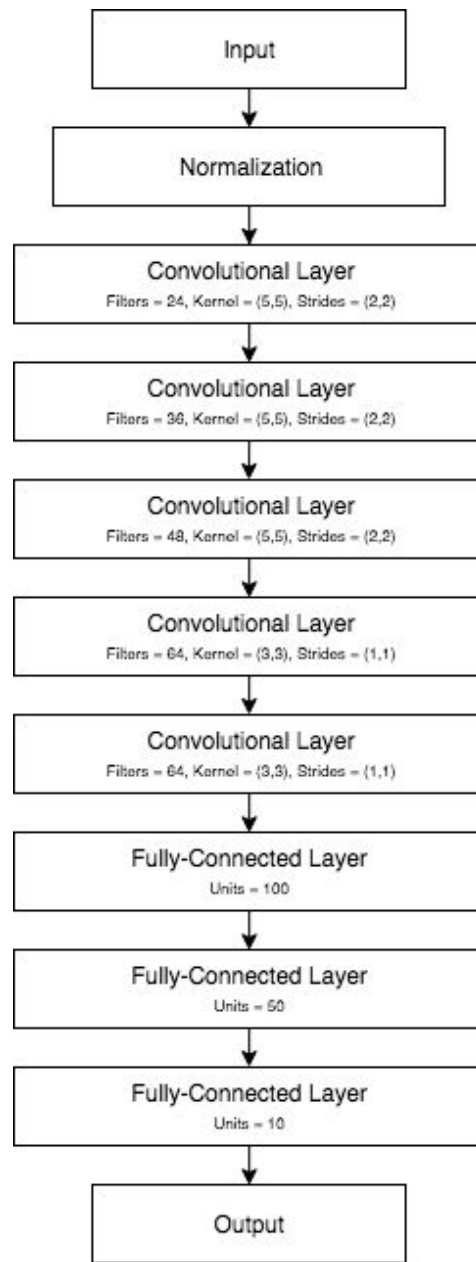 Input
Normalization
Convolutional Layer
Filters = 24, Kernel = (5,5), Strides = (2,2)
Convolutional Layer
Filters = 36, Kernel = (5,5), Strides = (2,2)
Convolutional Layer
Filters = 48, Kernel = (5,5), Strides = (2,2)
Convolutional Layer
Filters = 64, Kernel = (3,3), Strides = (1,1)
Convolutional Layer
Filters = 64, Kernel = (3,3), Strides = (1,1)
Fully-Connected Layer
Units = 100
Fully-Connected Layer
Units = 50
Fully-Connected Layer
Units = 10
Output